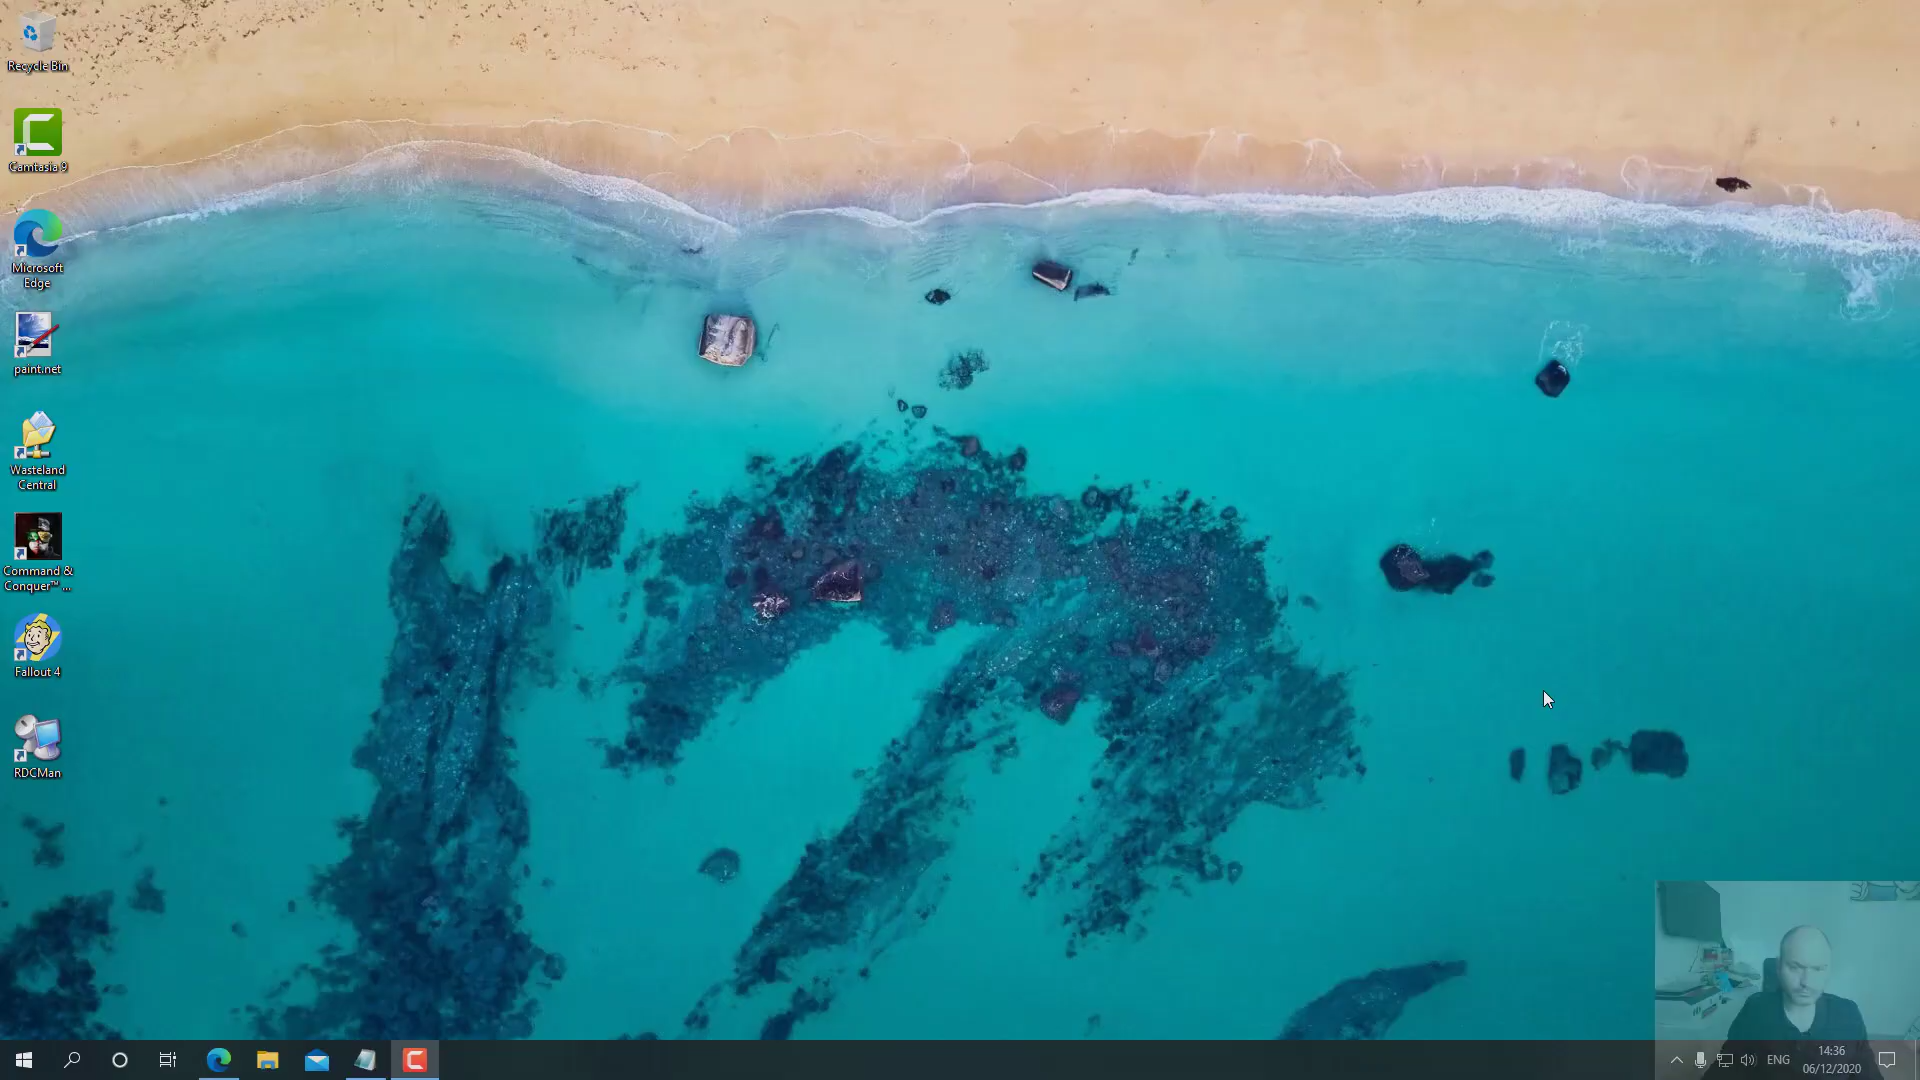 Recycle Bin
Camtasia 9
Microsoft
Edge
paint.net
Wasteland
Central
Command &
Conquer™ ...
Fallout 4
RDCMan
ENG
14:36
06/12/2020